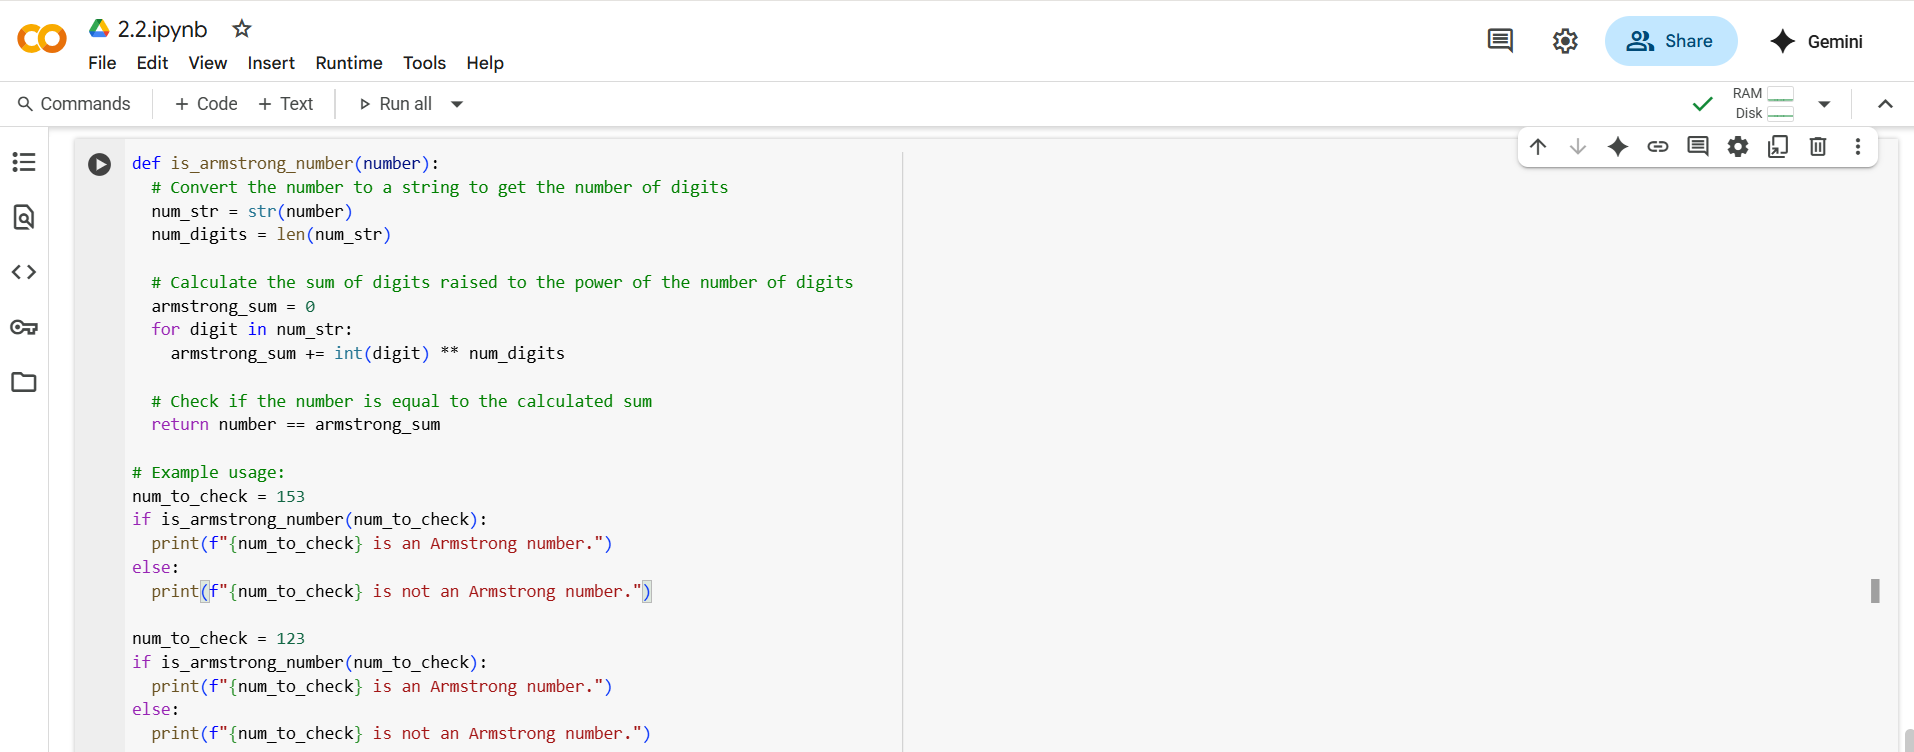 2.2.ipynb
File Edit View Insert Runtime Tools Help
Share
Gemini
Commands + Code + Text Run all
RAM
Disk
def is_armstrong_number(number):
  # Convert the number to a string to get the number of digits
  num_str = str(number)
  num_digits = len(num_str)

  # Calculate the sum of digits raised to the power of the number of digits
  armstrong_sum = 0
  for digit in num_str:
    armstrong_sum += int(digit) ** num_digits

  # Check if the number is equal to the calculated sum
  return number == armstrong_sum

# Example usage:
num_to_check = 153
if is_armstrong_number(num_to_check):
  print(f"{num_to_check} is an Armstrong number.")
else:
  print(f"{num_to_check} is not an Armstrong number.")

num_to_check = 123
if is_armstrong_number(num_to_check):
  print(f"{num_to_check} is an Armstrong number.")
else:
  print(f"{num_to_check} is not an Armstrong number.")